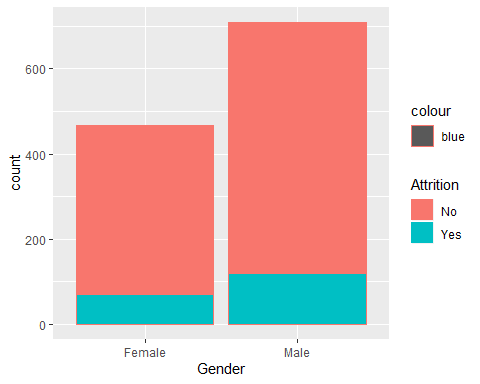 count
600
400
200
0
Female
Male
Gender
colour
blue
Attrition
No
Yes